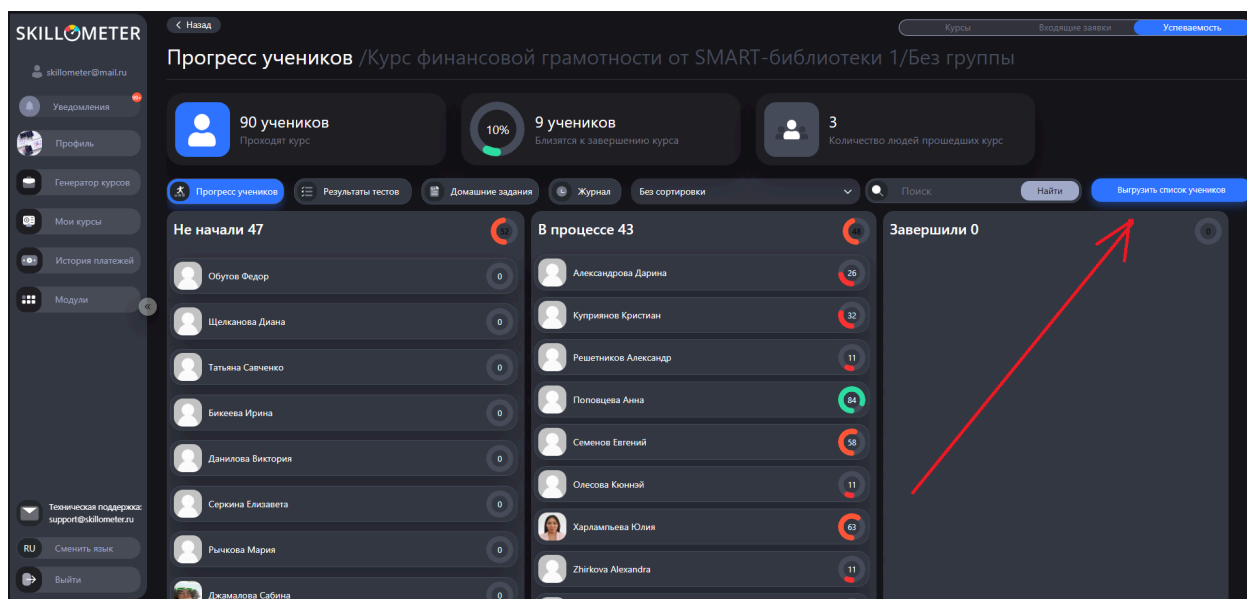 SKILLOMETER
skillometer@mail.ru
Уведомления
90+
Профиль
Генератор курсов
Мои курсы
История платежей
Модули
«
Техническая поддержка:
support@skillometer.ru
RU Сменить язык
Выйти
Назад
Курсы Входящие заявки Успеваемость
Прогресс учеников /Курс финансовой грамотности от SMART-библиотеки 1/Без группы
90 учеников
Проходят курс
10%
9 учеников
Близятся к завершению курса
3
Количество людей прошедших курс
Прогресс учеников Результаты тестов Домашние задания Журнал Без сортировки Поиск Найти Выгрузить список учеников
Не начали 47 52
Обутов Федор 0
Щелканова Диана 0
Татьяна Савченко 0
Бикеева Ирина 0
Данилова Виктория 0
Серкина Елизавета 0
Рычкова Мария 0
Джамалова Сабина 0
В процессе 43 48
Александрова Дарина 26
Куприянов Кристиан 32
Решетников Александр 11
Поповцева Анна 84
Семенов Евгений 58
Олесова Кюннэй 11
Харлампьева Юлия 63
Zhirkova Alexandra 11
Завершили 0 0